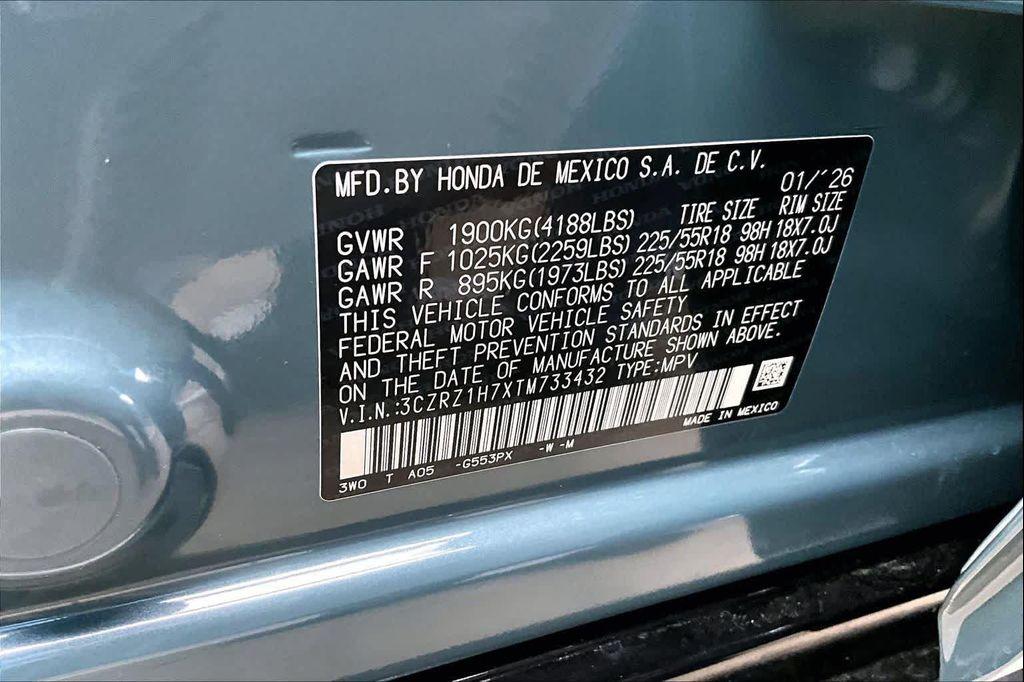 MFD.BY HONDA DE MEXICO S.A. DE C.V.
01/'26
GVWR 1900KG(4188LBS) TIRE SIZE RIM SIZE
GAWR F 1025KG(2259LBS) 225/55R18 98H 18X7.0J
GAWR R 895KG(1973LBS) 225/55R18 98H 18X7.0J
THIS VEHICLE CONFORMS TO ALL APPLICABLE
FEDERAL MOTOR VEHICLE SAFETY
AND THEFT PREVENTION STANDARDS IN EFFECT
ON THE DATE OF MANUFACTURE SHOWN ABOVE.
V.I.N.:3CZRZ1H7XTM733432 TYPE:MPV
MADE IN MEXICO
3WO T A05 -G553PX -W-M